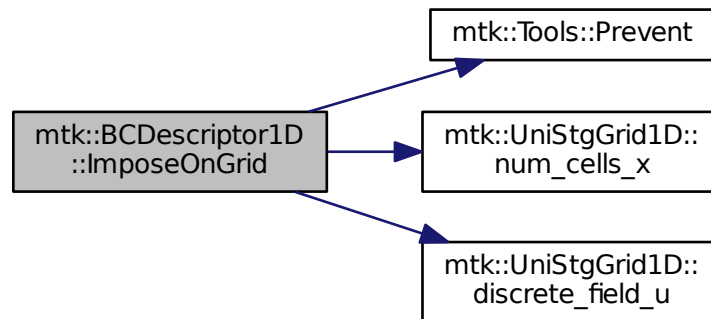 mtk::Tools::Prevent
mtk::BCDescriptor1D
::ImposeOnGrid
mtk::UniStgGrid1D::
num_cells_x
mtk::UniStgGrid1D::
discrete_field_u